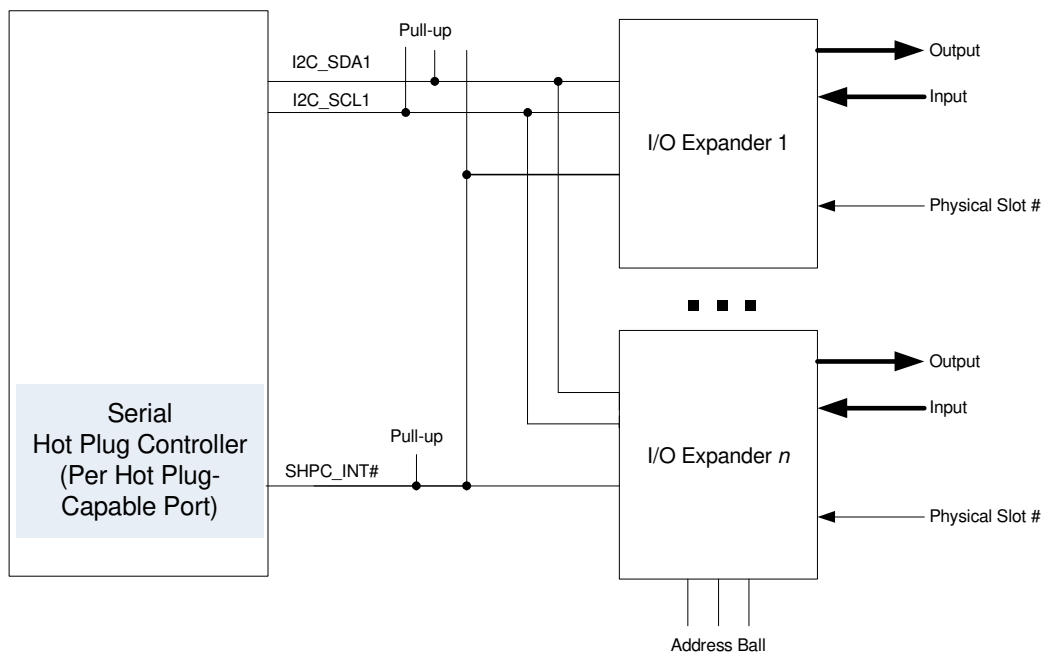 Pull-up
I2C_SDA1
I2C_SCL1
I/O Expander 1
Output
Input
Physical Slot #
Serial
Hot Plug Controller
(Per Hot Plug-
Capable Port)
Pull-up
SHPC_INT#
I/O Expander n
Output
Input
Physical Slot #
Address Ball